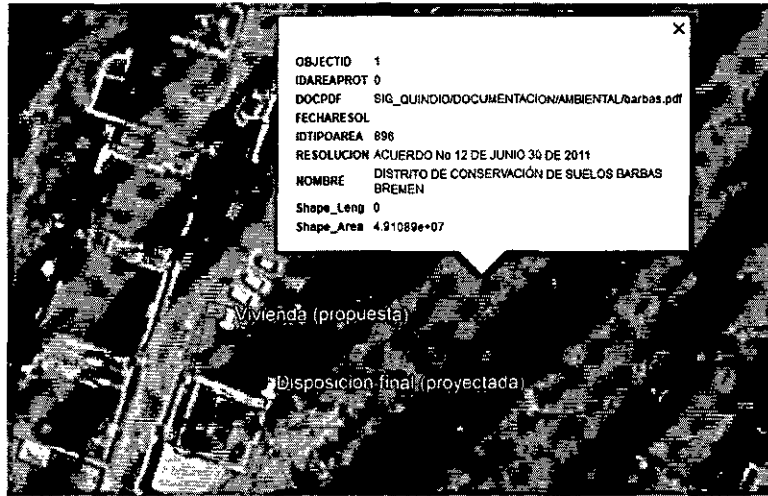 ×
OBJECTID 1
IDAREAPROT 0
DOCPDF SIG_QUINDIO/DOCUMENTACION/AMBIENTAL/barbas.pdf
FECHARESOL
IDTIPOAREA 896
RESOLUCION ACUERDO No 12 DE JUNIO 30 DE 2011
NOMBRE DISTRITO DE CONSERVACIÓN DE SUELOS BARBAS
BREMEN
Shape_Leng 0
Shape_Area 4.91089e+07
Vivienda (propuesta)
Disposicion final (proyectada)